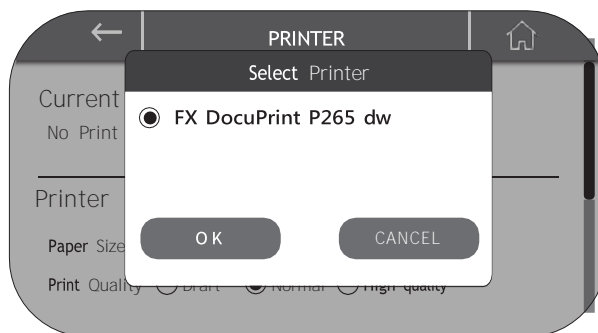 PRINTER
Select Printer
Current
No Print
FX DocuPrint P265 dw
Printer
OK
CANCEL
Paper Size
Print Quality Draft Normal High quality